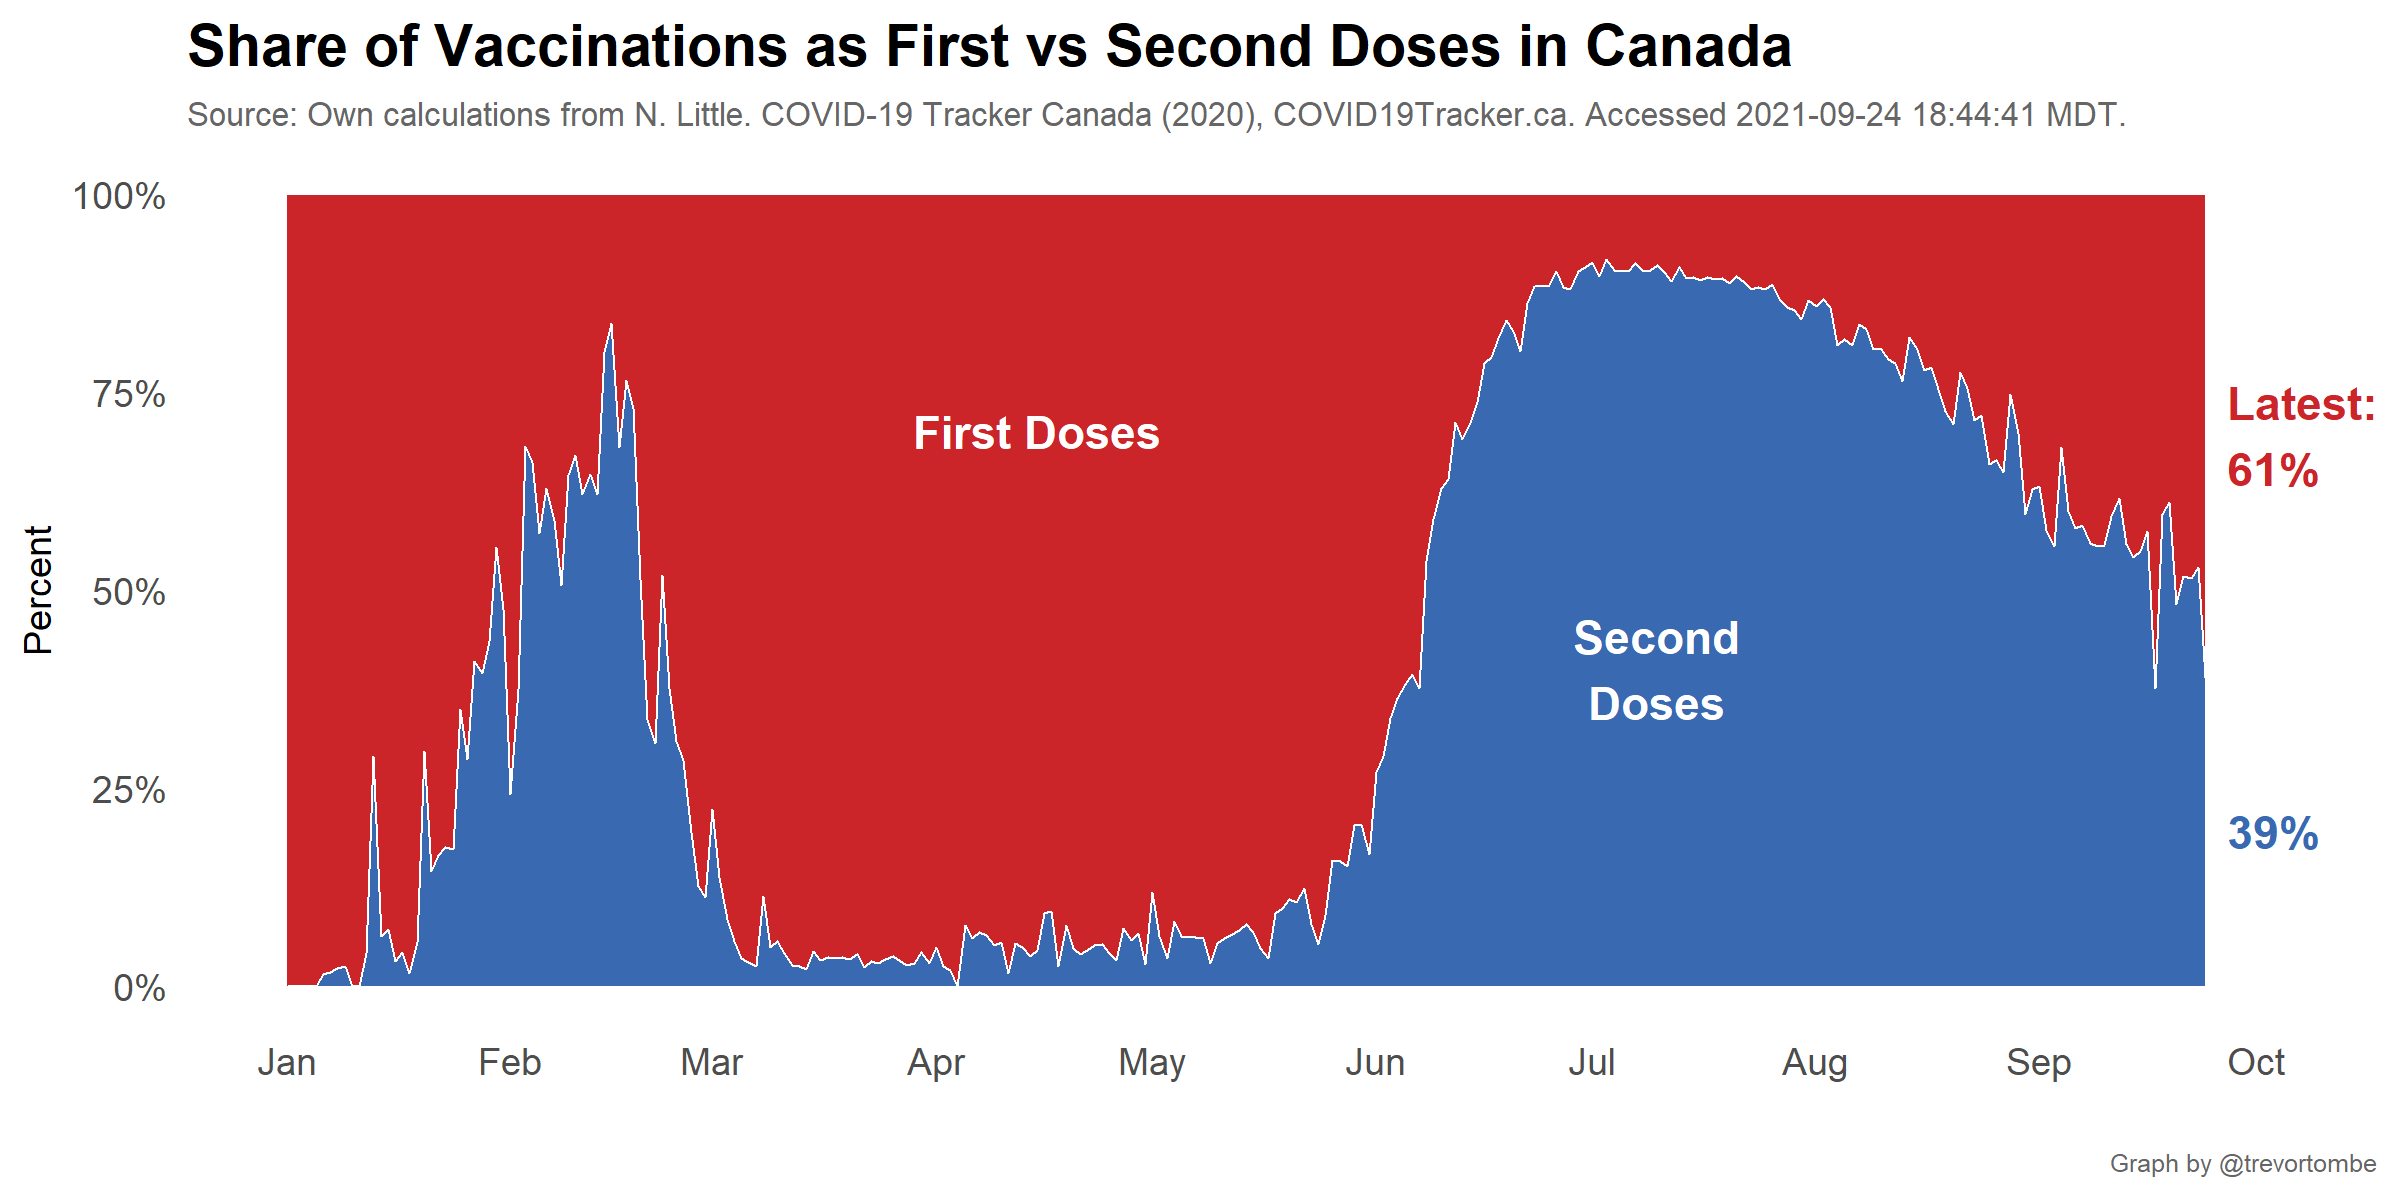 Share of Vaccinations as First vs Second Doses in Canada
Source: Own calculations from N. Little. COVID-19 Tracker Canada (2020), COVID19Tracker.ca. Accessed 2021-09-24 18:44:41 MDT.
100%
75%
50%
25%
0%
Percent
First Doses
Second
Doses
Latest:
61%
39%
Jan Feb Mar Apr May Jun Jul Aug Sep Oct
Graph by @trevortombe